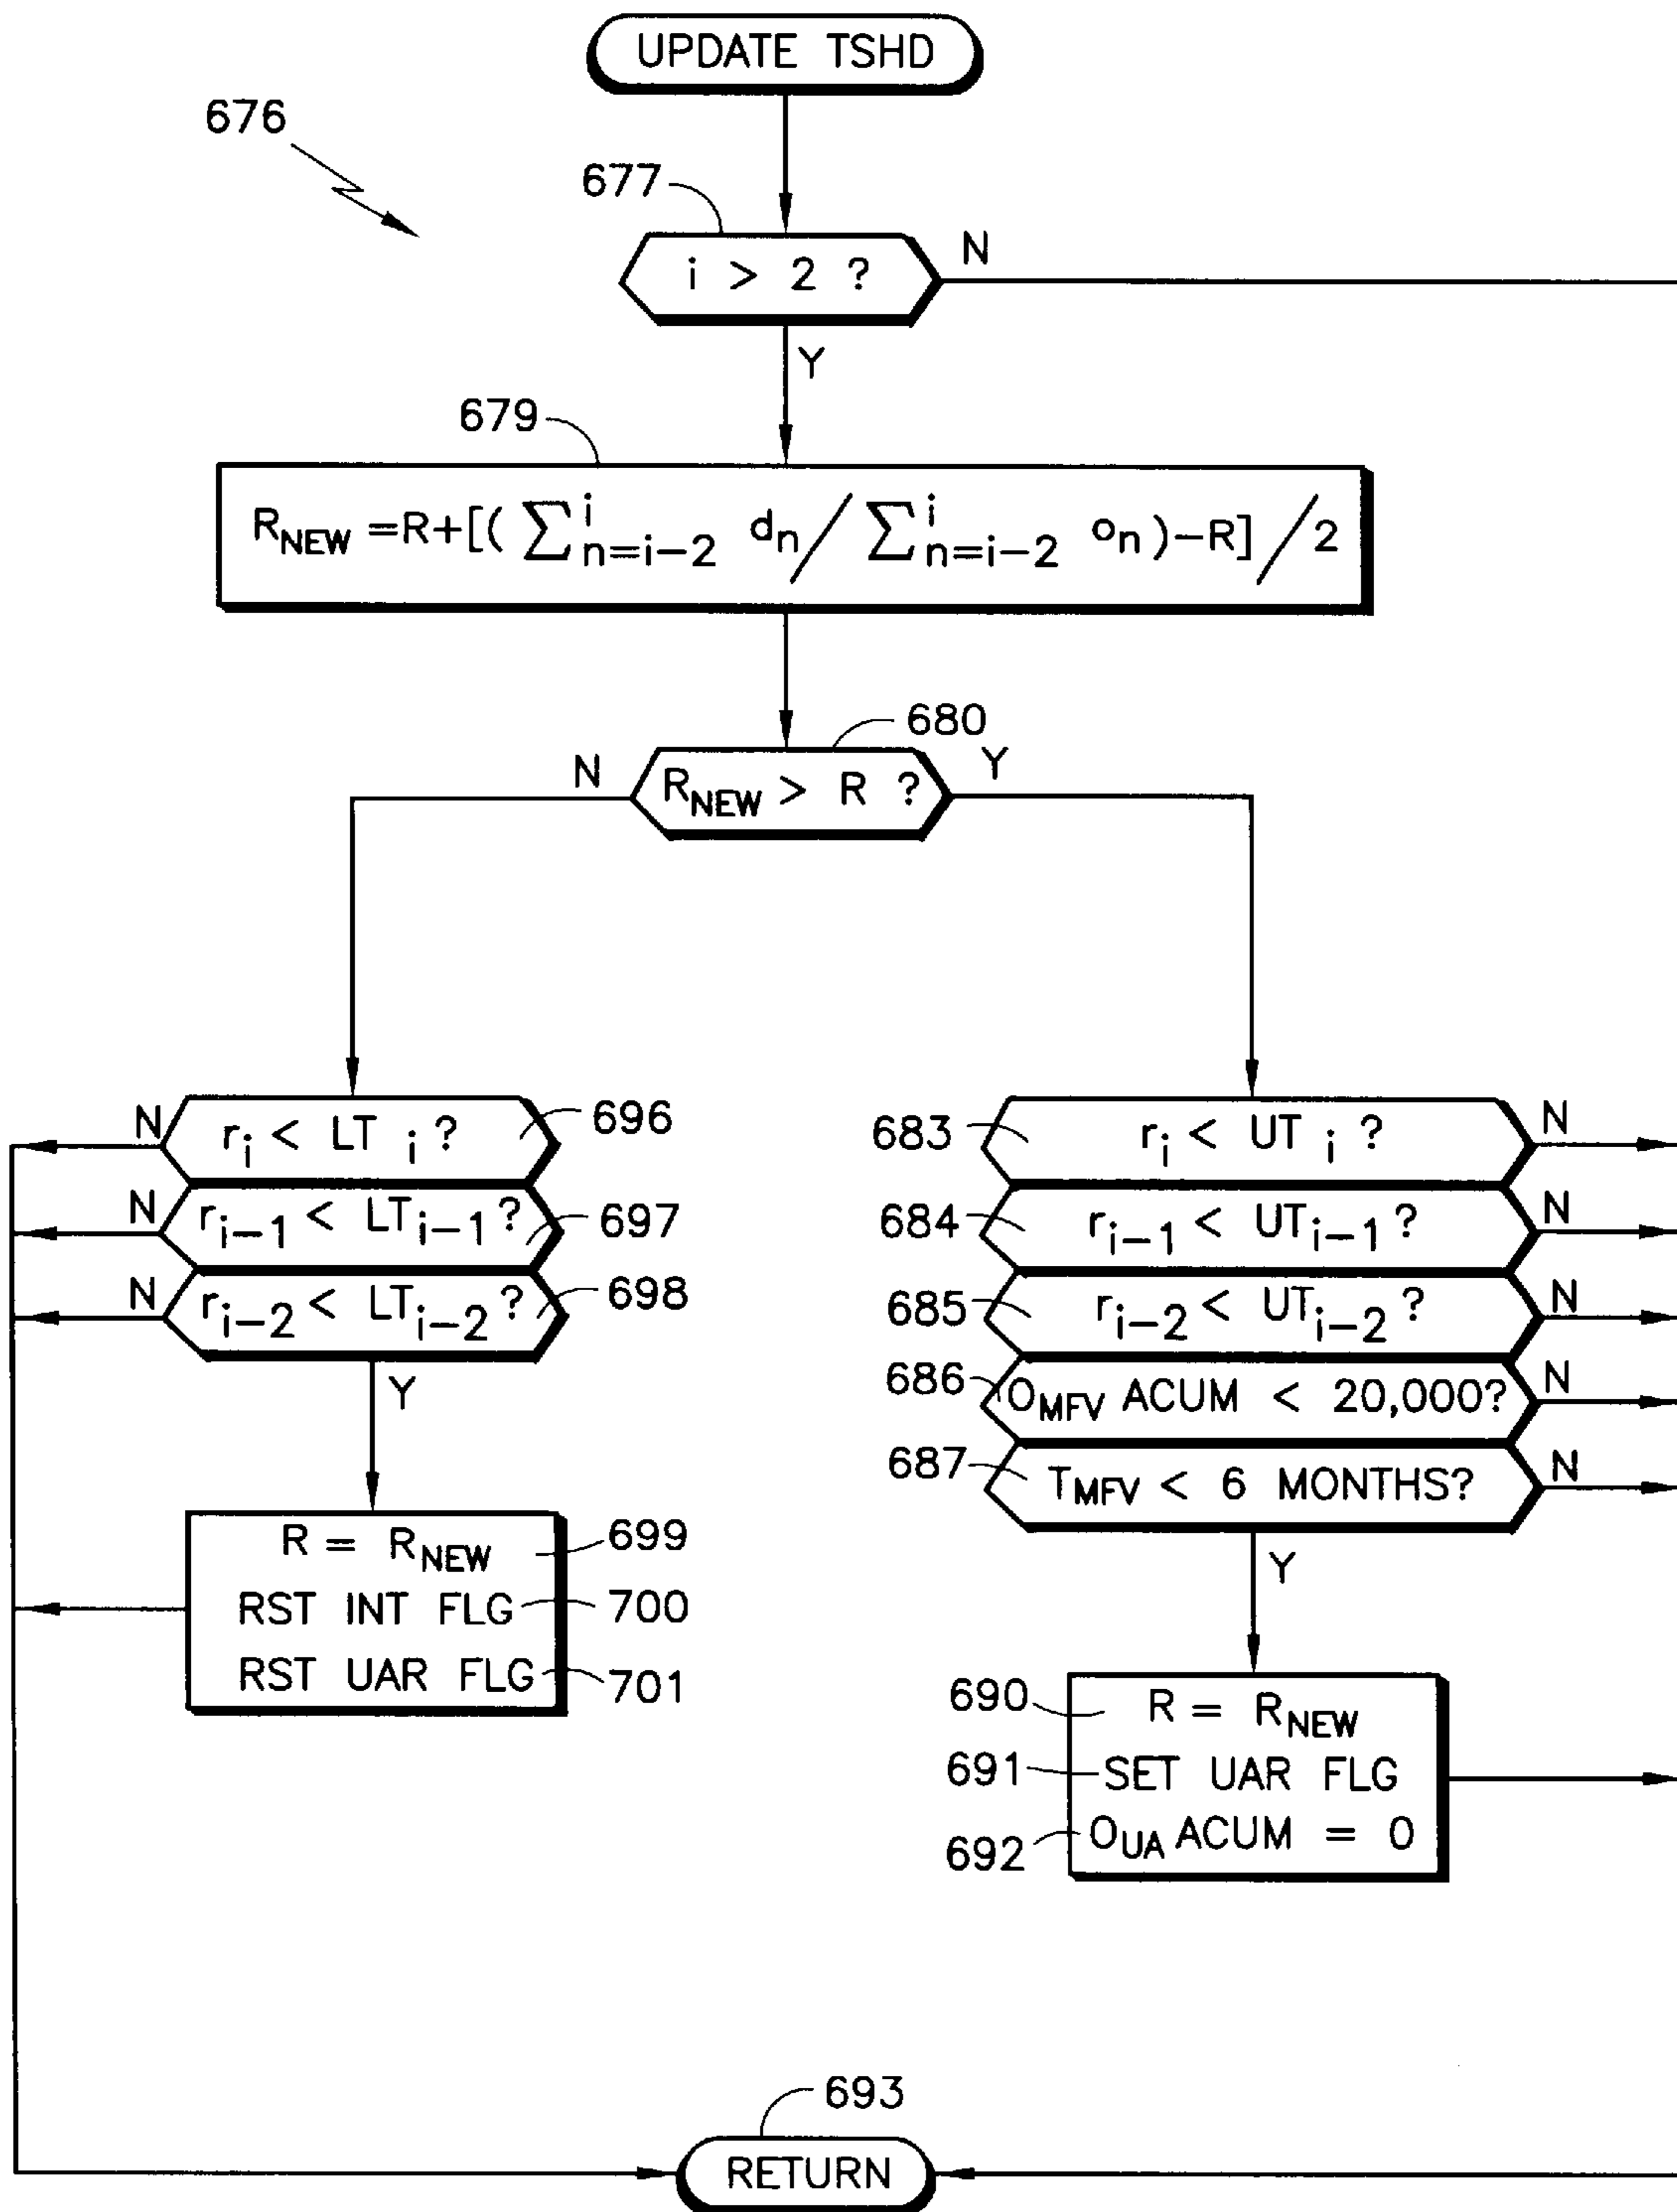 UPDATE TSHD
676
677
i > 2 ?
N
Y
679
R_NEW =R+[( ∑^i_n=i-2 d_n / ∑^i_n=i-2 o_n )-R] /2
680
N
R_NEW > R ?
Y
N
r_i < LT_i ?
696
N
r_i-1 < LT_i-1 ?
697
N
r_i-2 < LT_i-2 ?
698
Y
R = R_NEW
699
RST INT FLG
700
RST UAR FLG
701
683
r_i < UT_i ?
N
684
r_i-1 < UT_i-1 ?
N
685
r_i-2 < UT_i-2 ?
N
686
O_MFV ACUM < 20,000?
N
687
T_MFV < 6 MONTHS?
N
Y
690
R = R_NEW
691
SET UAR FLG
692
O_UA ACUM = 0
693
RETURN